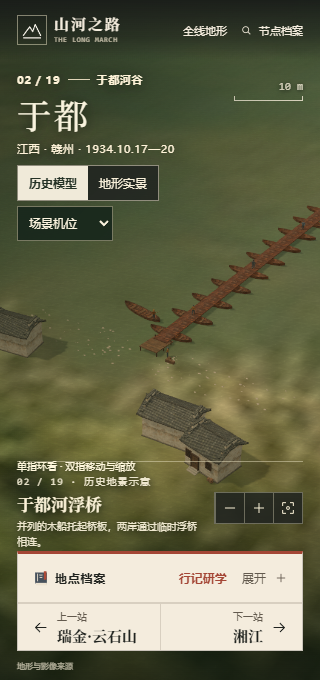 山河之路
THE LONG MARCH
全线地形
节点档案
02 / 19 —— 于都河谷
10 m
于都
江西 · 赣州 · 1934.10.17—20
历史模型
地形实景
场景机位
单指环看 · 双指移动与缩放
02 / 19 · 历史地景示意
于都河浮桥
并列的木船托起桥板，两岸通过临时浮桥
相连。
地点档案
行记研学
展开 +
上一站
瑞金·云石山
下一站
湘江
地形与影像来源